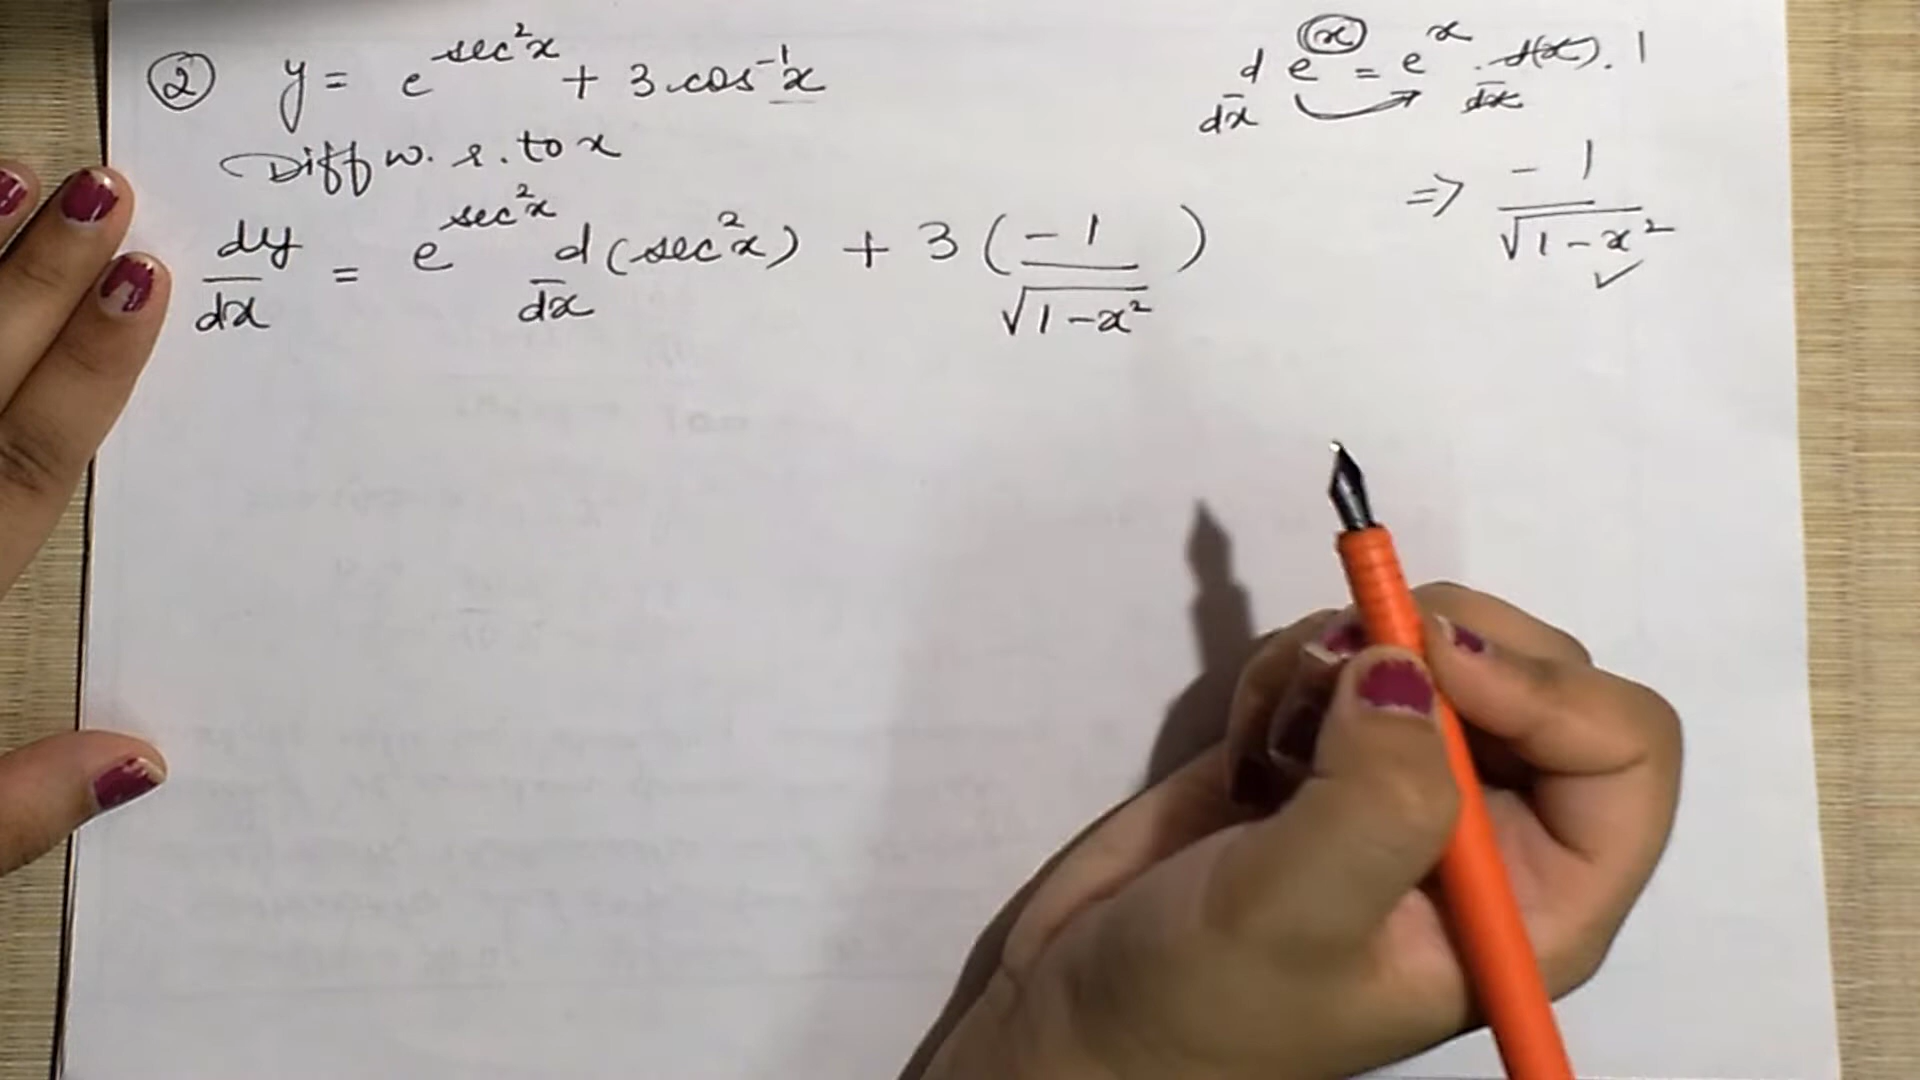 ② y = e^{sec²x} + 3.cos⁻¹x
Diff w. r. to x
dy/dx = e^{sec²x} d/dx (sec²x) + 3 (-1/√(1-x²))
d/dx e^x = e^x . d(x)/dx . 1
=> -1/√(1-x²) ✓